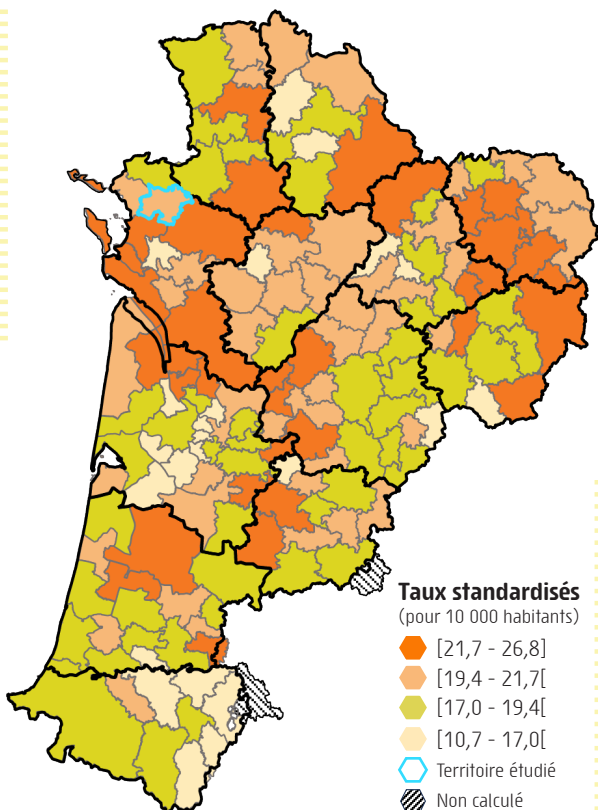 Taux standardisés
(pour 10 000 habitants)
[21,7 - 26,8]
[19,4 - 21,7[
[17,0 - 19,4[
[10,7 - 17,0[
Territoire étudié
Non calculé